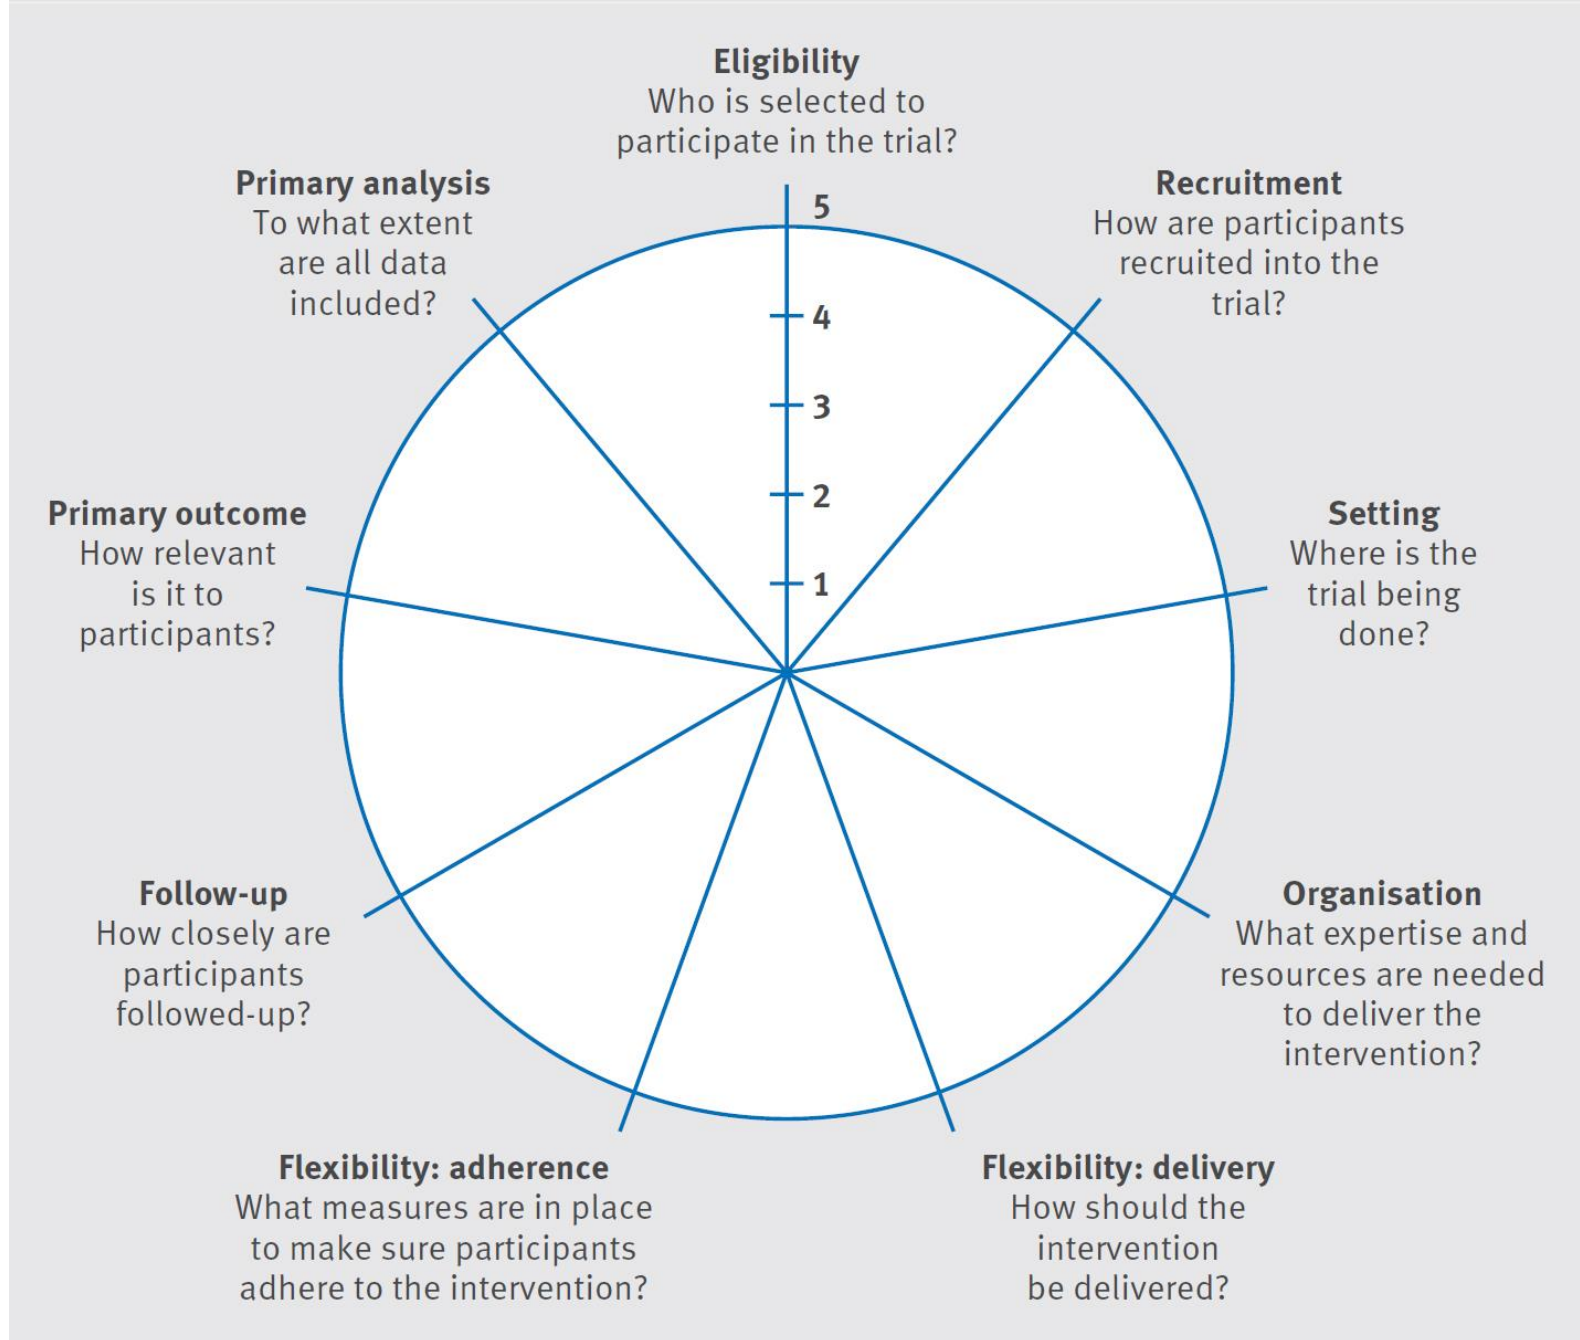 Eligibility
Who is selected to
participate in the trial?
Recruitment
How are participants
recruited into the
trial?
Setting
Where is the
trial being
done?
Organisation
What expertise and
resources are needed
to deliver the
intervention?
Flexibility: delivery
How should the
intervention
be delivered?
Flexibility: adherence
What measures are in place
to make sure participants
adhere to the intervention?
Follow-up
How closely are
participants
followed-up?
Primary outcome
How relevant
is it to
participants?
Primary analysis
To what extent
are all data
included?
5
4
3
2
1